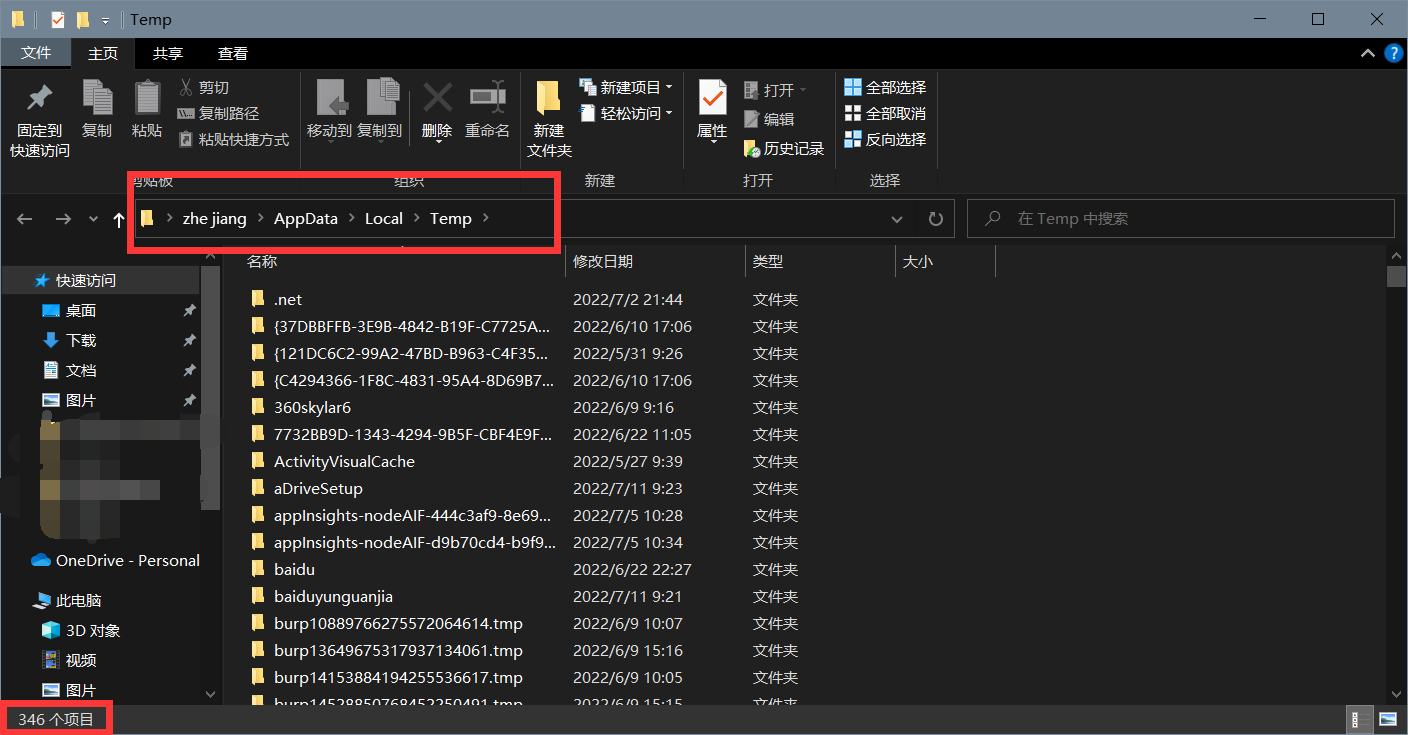 Temp
文件 主页 共享 查看
固定到
快速访问
复制
粘贴
剪切
复制路径
粘贴快捷方式
移动到 复制到 删除 重命名
新建
文件夹
新建项目
轻松访问
属性
打开
编辑
历史记录
全部选择
全部取消
反向选择
剪贴板 组织 新建 打开 选择
zhe jiang > AppData > Local > Temp >
在 Temp 中搜索
快速访问
桌面
下载
文档
图片
OneDrive - Personal
此电脑
3D 对象
视频
图片
名称 修改日期 类型 大小
.net 2022/7/2 21:44 文件夹
{37DBBFFB-3E9B-4842-B19F-C7725A... 2022/6/10 17:06 文件夹
{121DC6C2-99A2-47BD-B963-C4F35... 2022/5/31 9:26 文件夹
{C4294366-1F8C-4831-95A4-8D69B7... 2022/6/10 17:06 文件夹
360skylar6 2022/6/9 9:16 文件夹
7732BB9D-1343-4294-9B5F-CBF4E9F... 2022/6/22 11:05 文件夹
ActivityVisualCache 2022/5/27 9:39 文件夹
aDriveSetup 2022/7/11 9:23 文件夹
appInsights-nodeAIF-444c3af9-8e69... 2022/7/5 10:28 文件夹
appInsights-nodeAIF-d9b70cd4-b9f9... 2022/7/5 10:34 文件夹
baidu 2022/6/22 22:27 文件夹
baiduyunguanjia 2022/7/11 9:21 文件夹
burp10889766275572064614.tmp 2022/6/9 10:07 文件夹
burp13649675317937134061.tmp 2022/6/9 15:16 文件夹
burp14153884194255536617.tmp 2022/6/9 10:05 文件夹
burp14528850768452250491.tmp 2022/6/9 15:15 文件夹
346 个项目